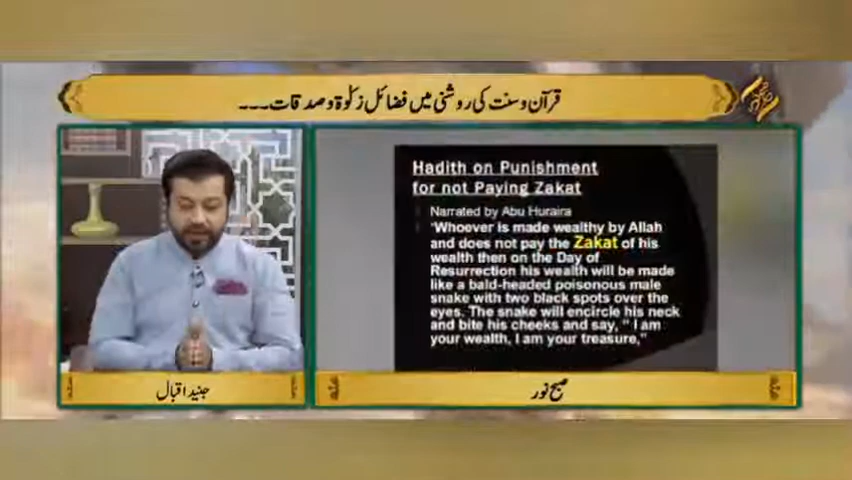 قرآن و سنت کی روشنی میں فضائل زکوٰۃ و صدقات۔۔۔
Hadith on Punishment
for not Paying Zakat
Narrated by Abu Huraira
"Whoever is made wealthy by Allah
and does not pay the Zakat of his
wealth then on the Day of
Resurrection his wealth will be made
like a bald-headed poisonous male
snake with two black spots over the
eyes. The snake will encircle his neck
and bite his cheeks and say, " I am
your wealth, I am your treasure,"
جنید اقبال
صبح نور